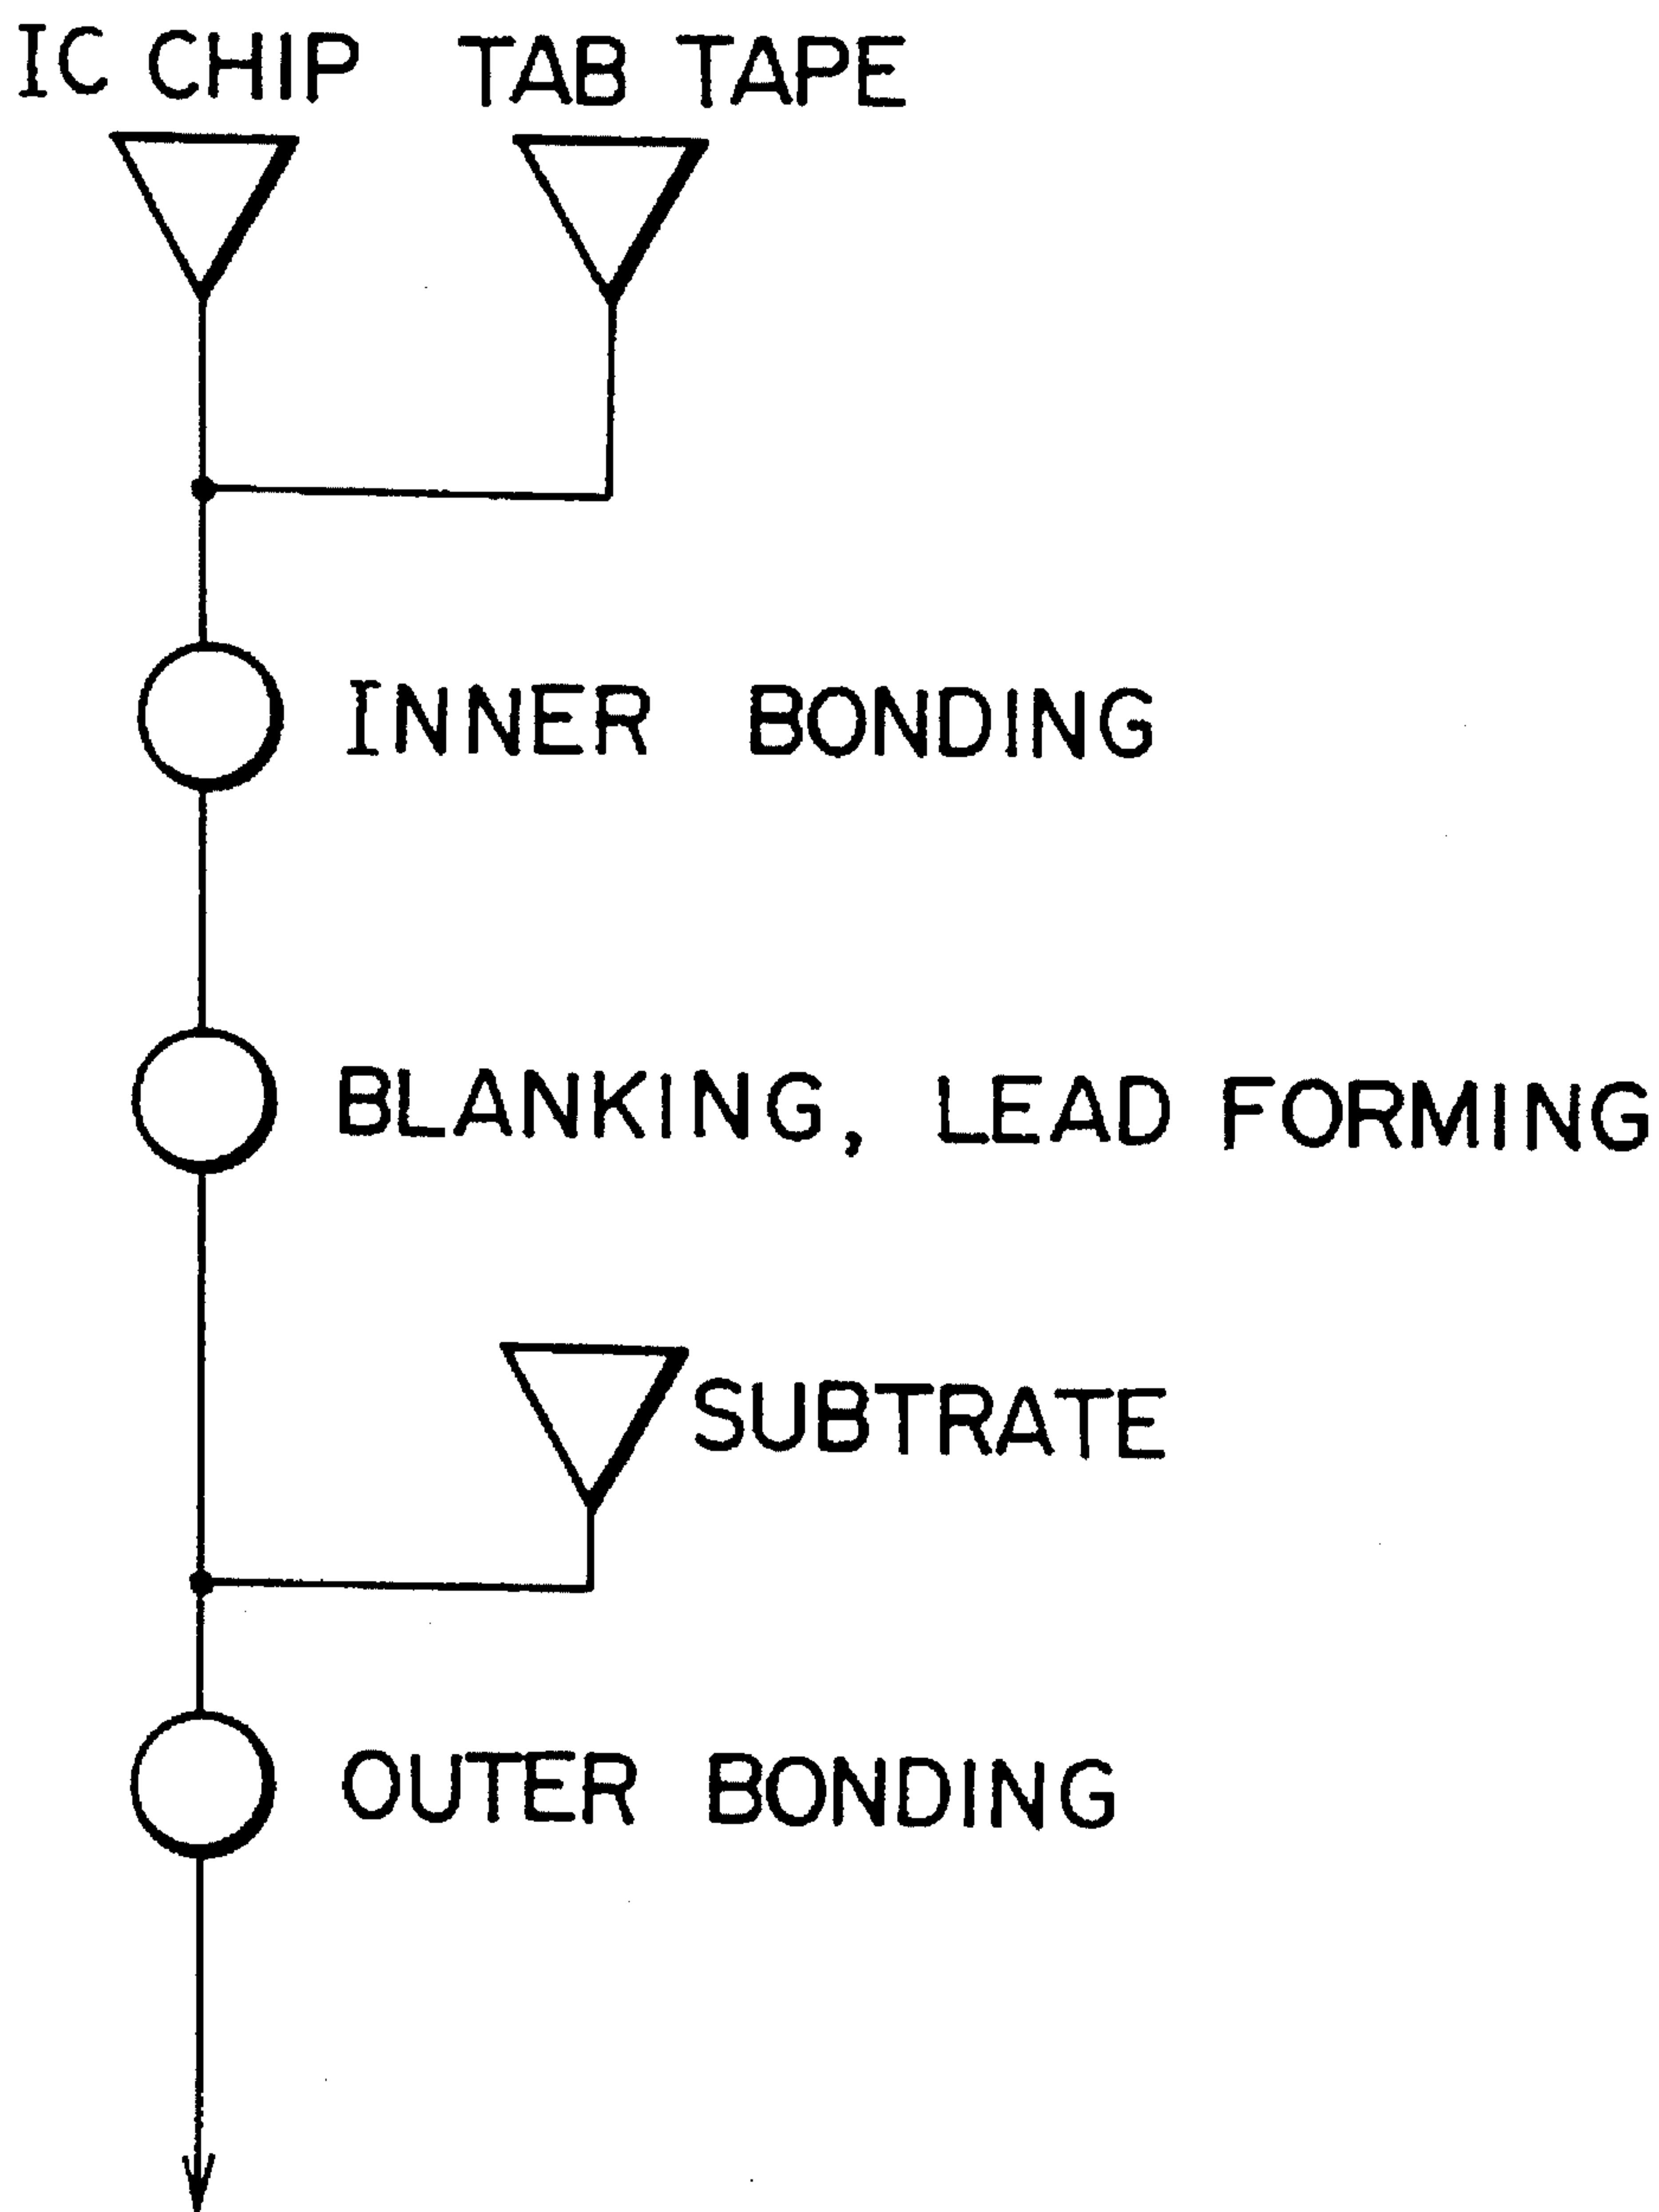 IC CHIP TAB TAPE
INNER BONDING
BLANKING, LEAD FORMING
SUBTRATE
OUTER BONDING